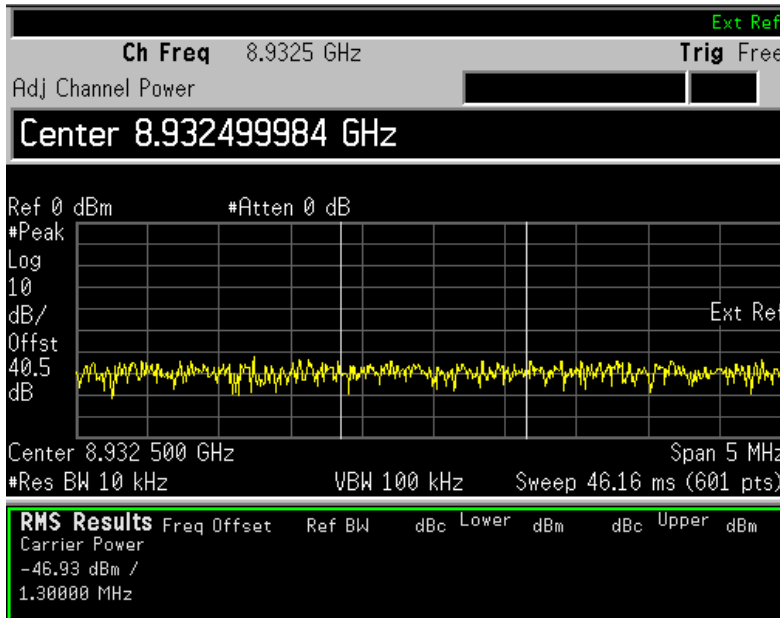 Ext Ref
Ch Freq 8.9325 GHz Trig Free
Adj Channel Power
Center 8.932499984 GHz
Ref 0 dBm #Atten 0 dB
#Peak
Log
10
dB/
Offst
40.5
dB
Ext Ref
Center 8.932 500 GHz Span 5 MHz
#Res BW 10 kHz VBW 100 kHz Sweep 46.16 ms (601 pts)
RMS Results Freq Offset Ref BW dBc Lower dBm dBc Upper dBm
Carrier Power
-46.93 dBm /
1.30000 MHz